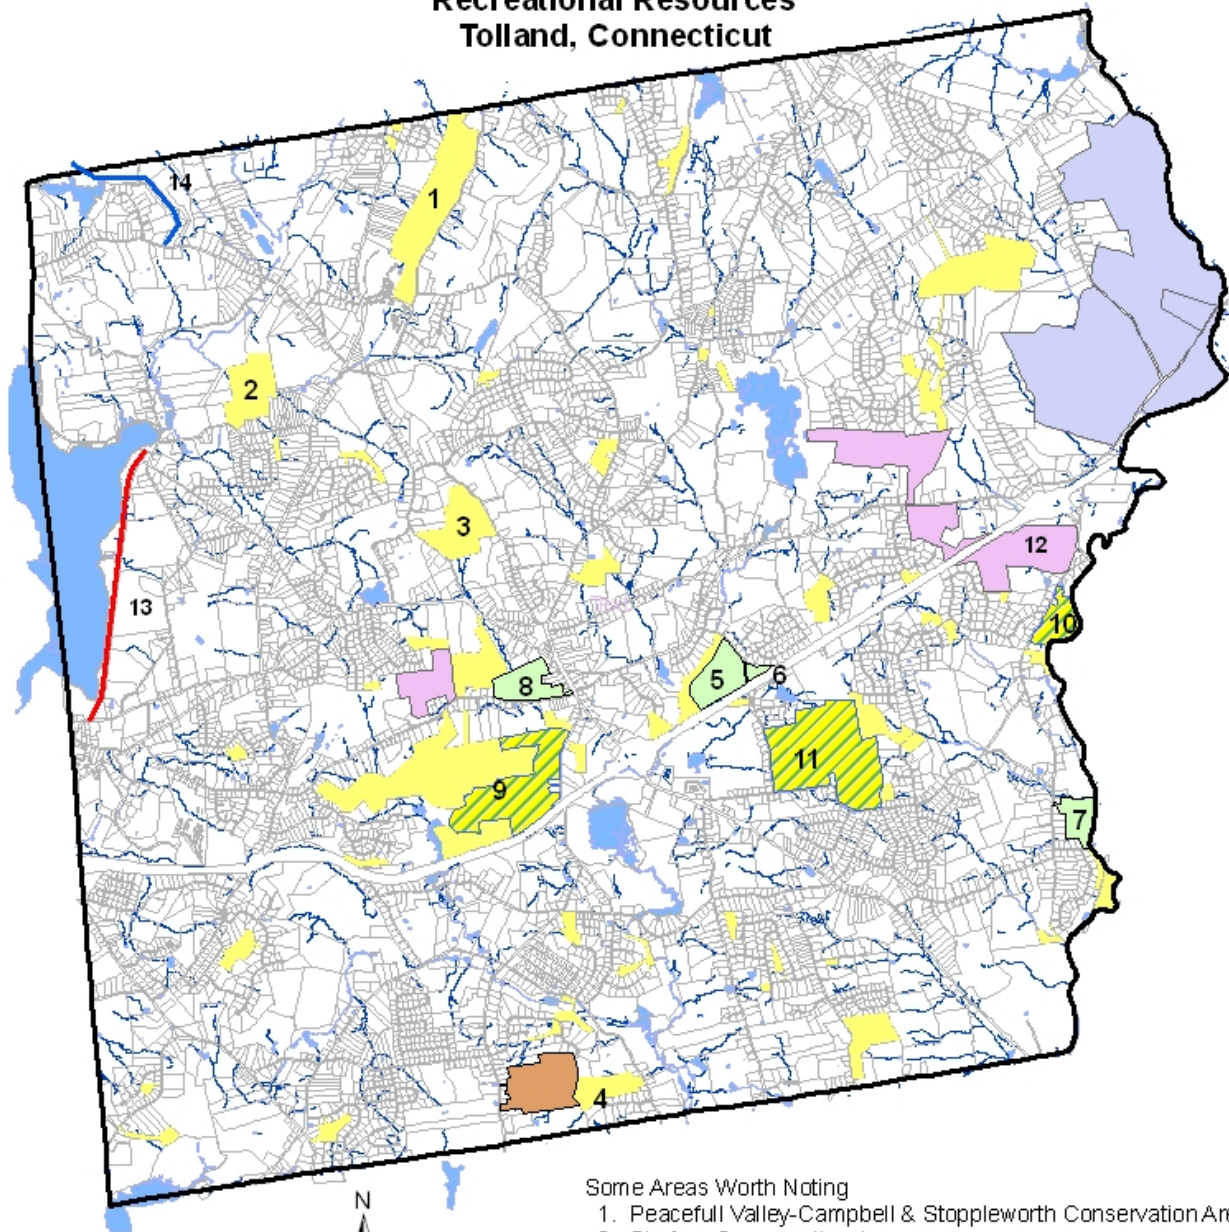 Recreational Resources
Tolland, Connecticut
14
1
2
3
12
13
10
8
5
6
11
9
7
4
N
Some Areas Worth Noting
1. Peacefull Valley-Campbell & Stoppleworth Conservation Ar